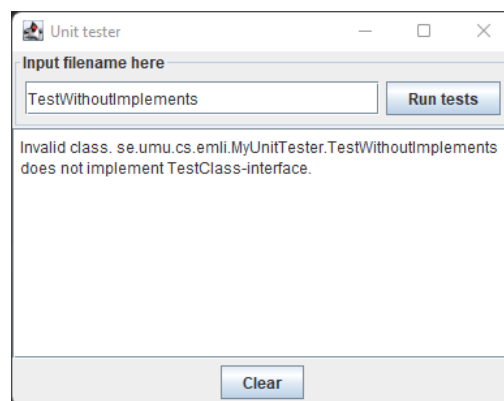 Unit tester
Input filename here
TestWithoutImplements
Run tests
Invalid class. se.umu.cs.emli.MyUnitTester.TestWithoutImplements
does not implement TestClass-interface.
Clear